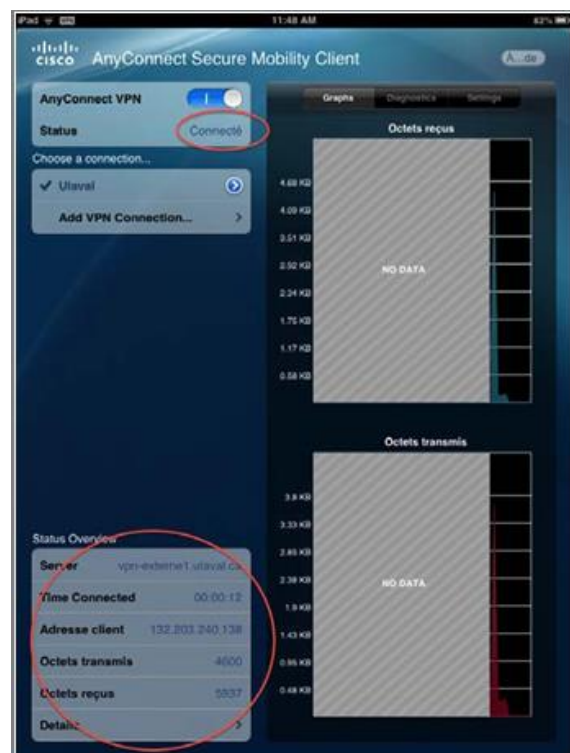 iPad
11:48 AM
82%
cisco AnyConnect Secure Mobility Client
A...de
AnyConnect VPN
Status Connecté
Choose a connection...
Ulaval
Add VPN Connection...
Graphs Diagnostics Settings
Octets reçus
4.68 KB
4.09 KB
3.51 KB
2.92 KB
2.34 KB
1.75 KB
1.17 KB
0.58 KB
NO DATA
Octets transmis
3.8 KB
3.33 KB
2.85 KB
2.38 KB
1.9 KB
1.43 KB
0.95 KB
0.48 KB
NO DATA
Status Overview
Server vpn-externe1.ulaval.ca
Time Connected 00:00:12
Adresse client 132.203.240.138
Octets transmis 4600
Octets reçus 5937
Details